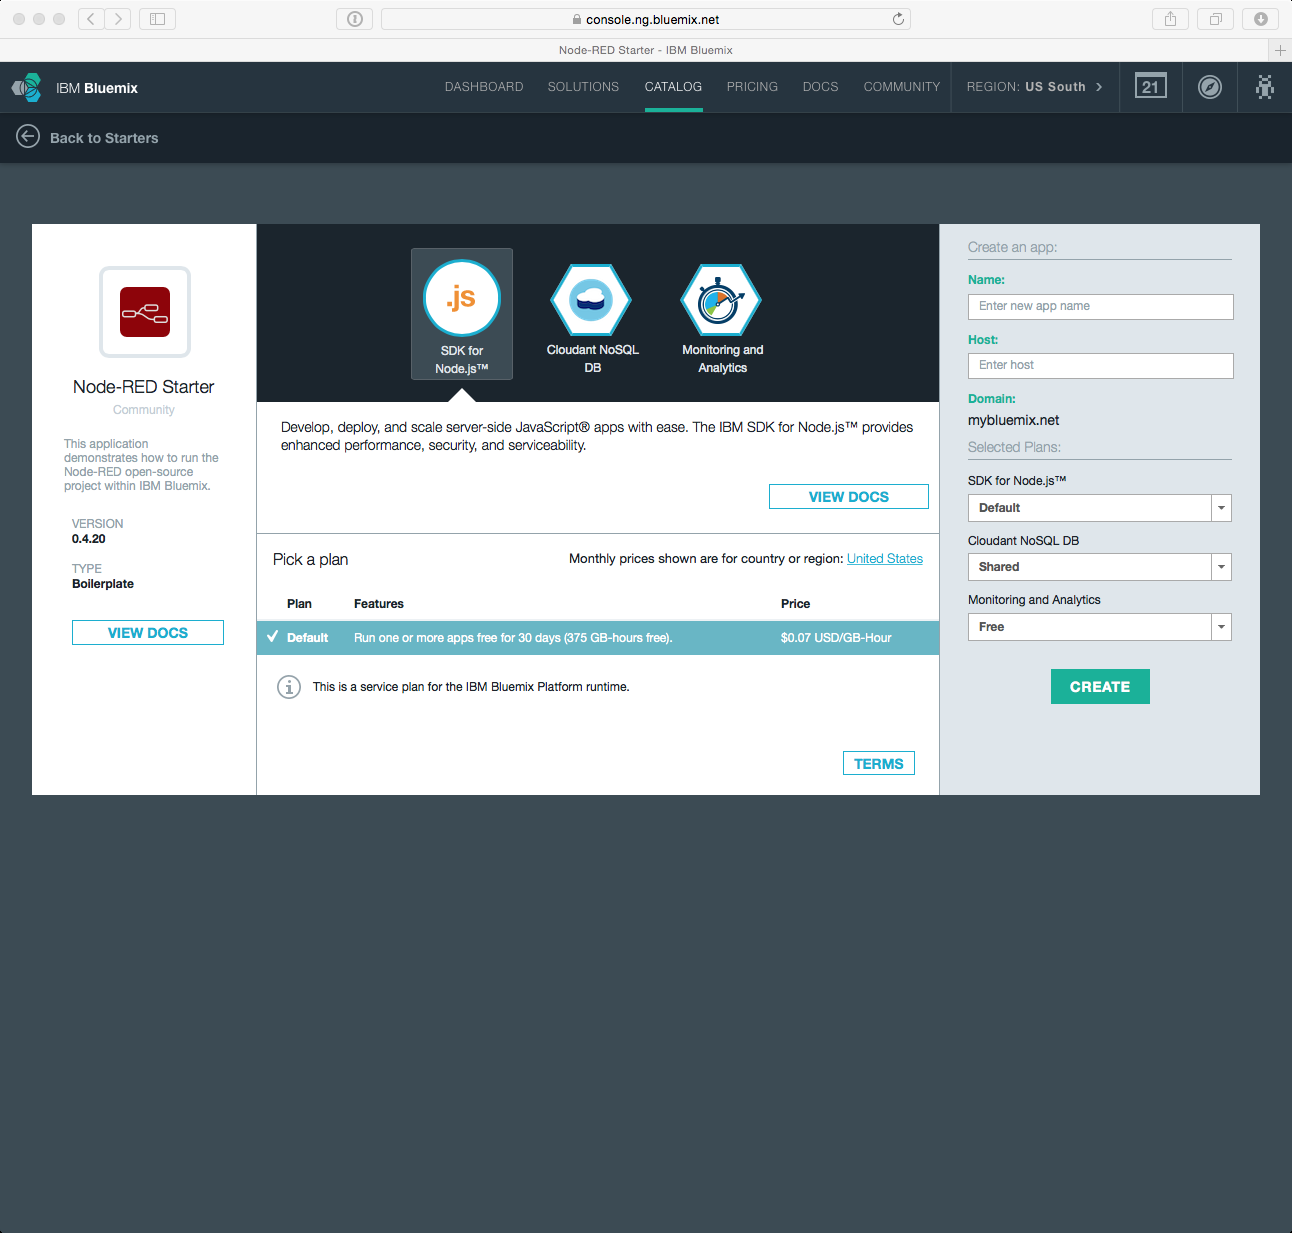 console.ng.bluemix.net
Node-RED Starter - IBM Bluemix
IBM Bluemix
DASHBOARD
SOLUTIONS
CATALOG
PRICING
DOCS
COMMUNITY
REGION: US South
21
Back to Starters
Node-RED Starter
Community
This application
demonstrates how to run the
Node-RED open-source
project within IBM Bluemix.
VERSION
0.4.20
TYPE
Boilerplate
VIEW DOCS
.js
SDK for
Node.js™
Cloudant NoSQL
DB
Monitoring and
Analytics
Develop, deploy, and scale server-side JavaScript® apps with ease. The IBM SDK for Node.js™ provides
enhanced performance, security, and serviceability.
VIEW DOCS
Pick a plan
Monthly prices shown are for country or region: United States
Plan
Features
Price
Default
Run one or more apps free for 30 days (375 GB-hours free).
$0.07 USD/GB-Hour
This is a service plan for the IBM Bluemix Platform runtime.
TERMS
Create an app:
Name:
Enter new app name
Host:
Enter host
Domain:
mybluemix.net
Selected Plans:
SDK for Node.js™
Default
Cloudant NoSQL DB
Shared
Monitoring and Analytics
Free
CREATE